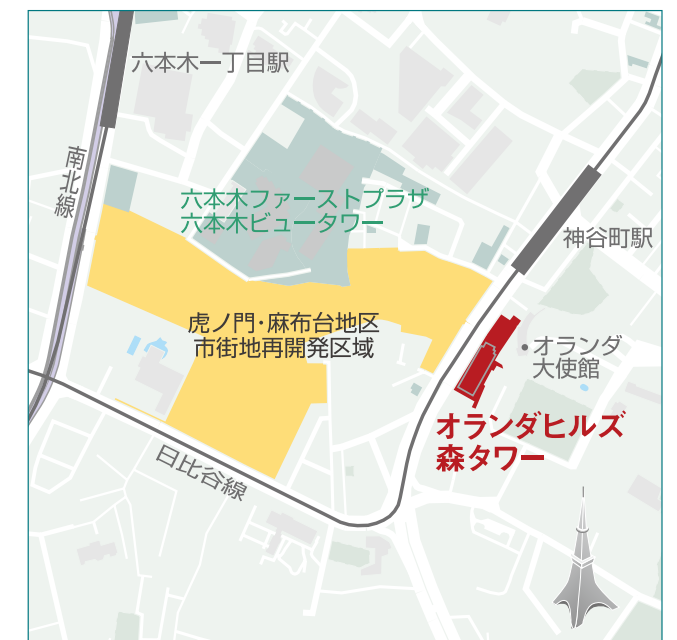 六本木一丁目駅
南北線
六本木ファーストプラザ
六本木ビュータワー
神谷町駅
虎ノ門・麻布台地区
市街地再開発区域
オランダ
大使館
オランダヒルズ
森タワー
日比谷線